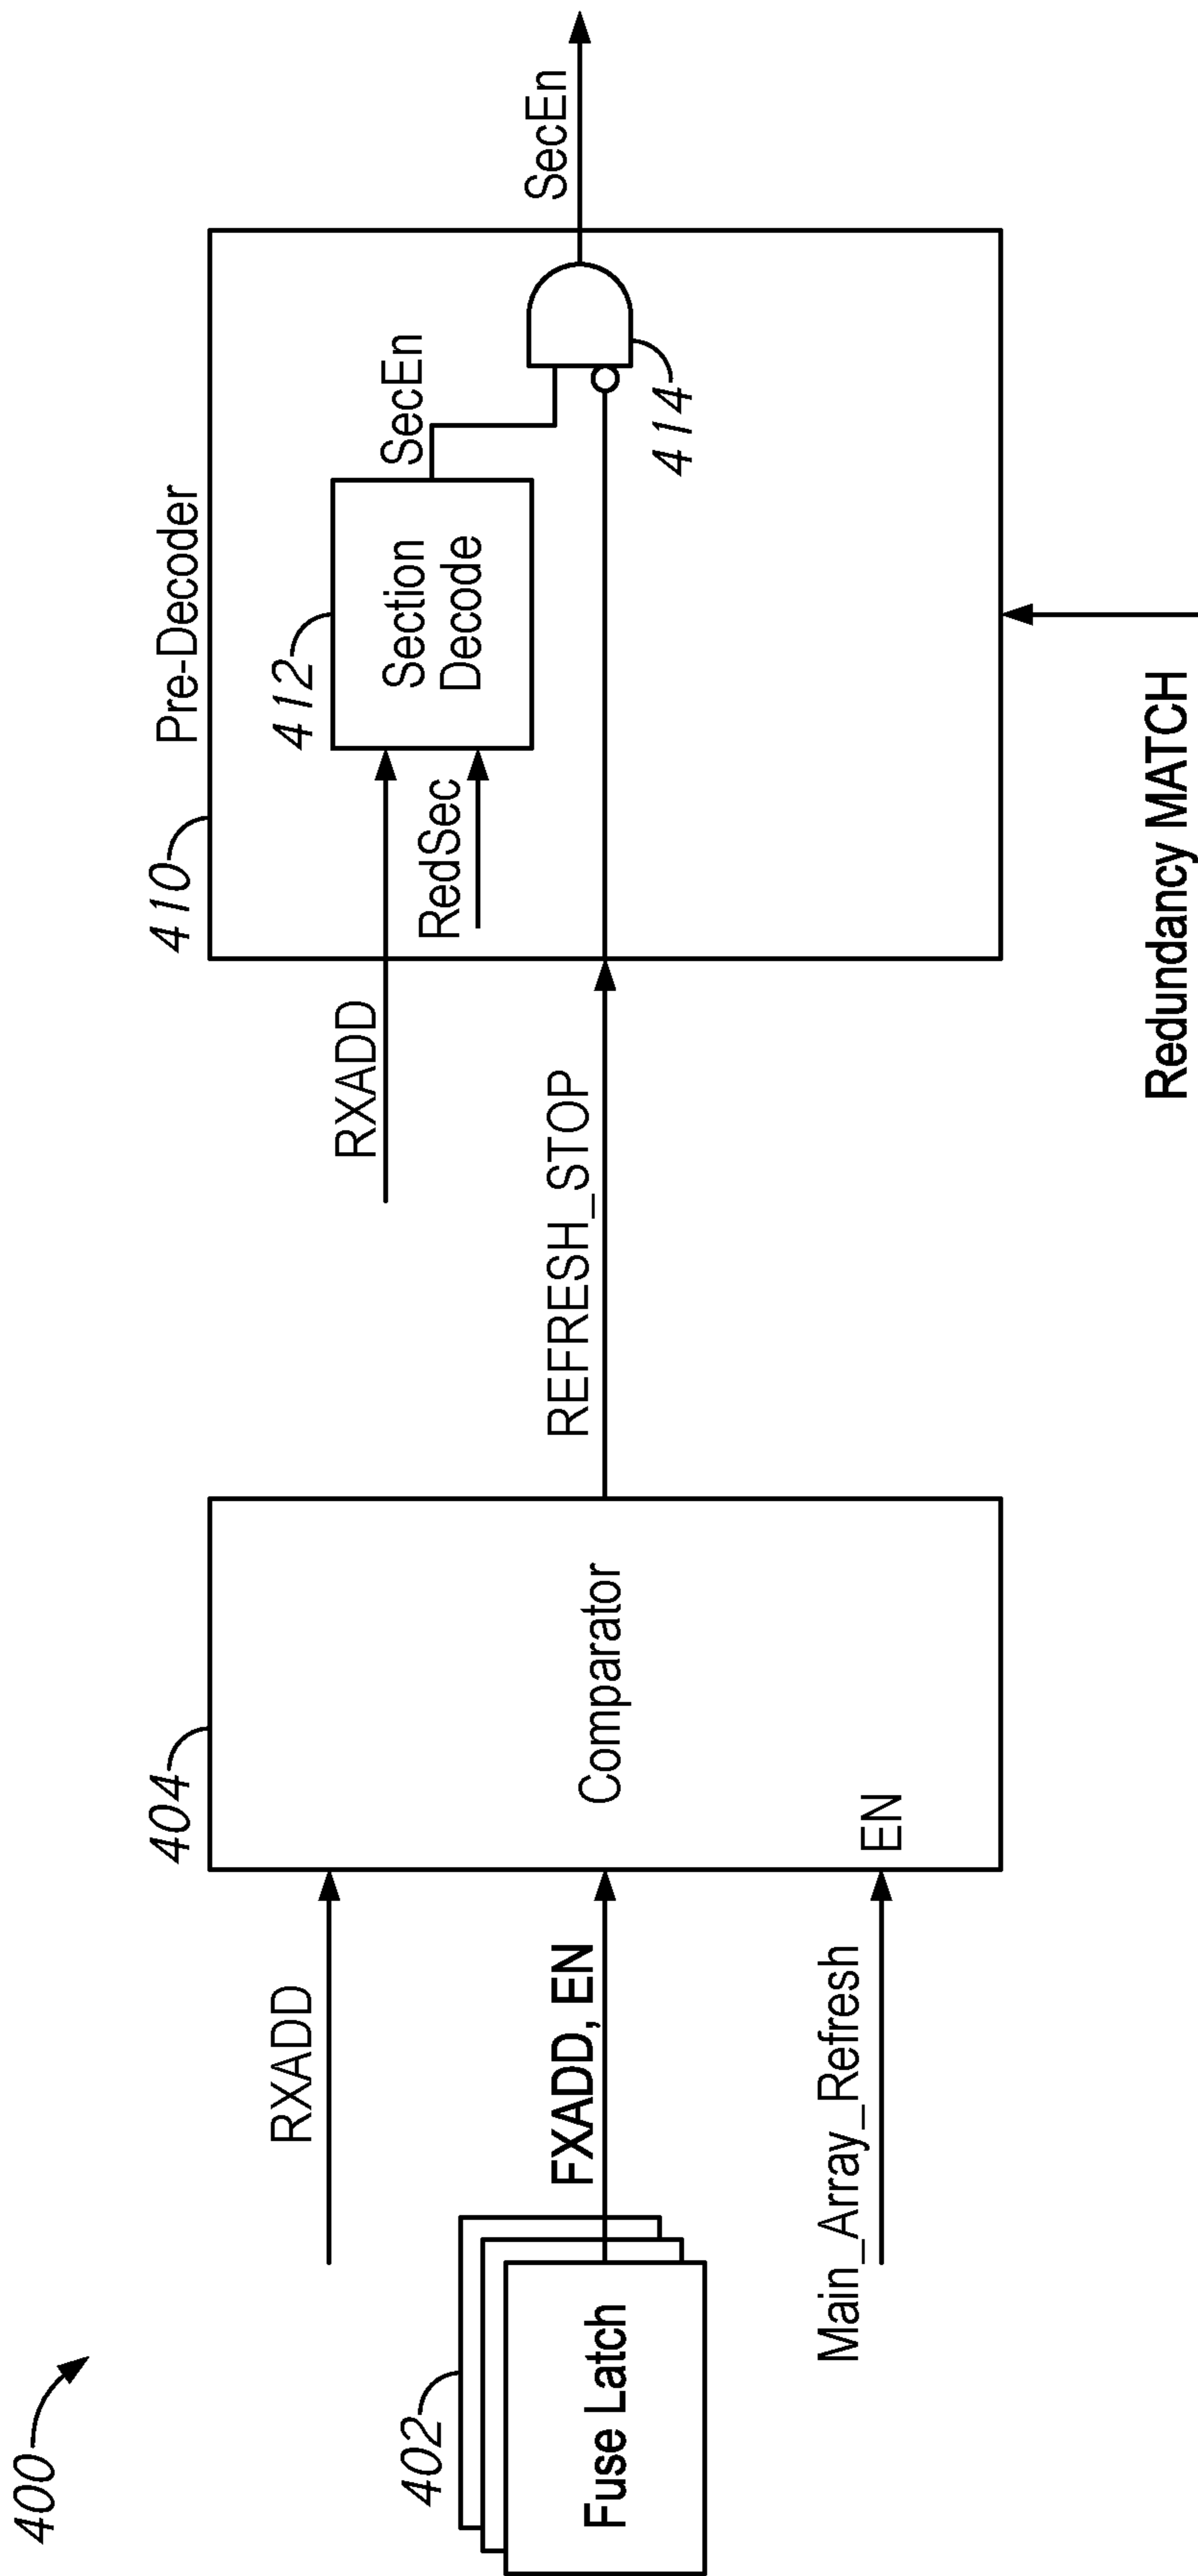 400
402
Fuse Latch
RXADD
FXADD, EN
Main_Array_Refresh
404
Comparator
EN
REFRESH_STOP
RXADD
410
Pre-Decoder
RedSec
412
Section
Decode
SecEn
414
SecEn
Redundancy MATCH